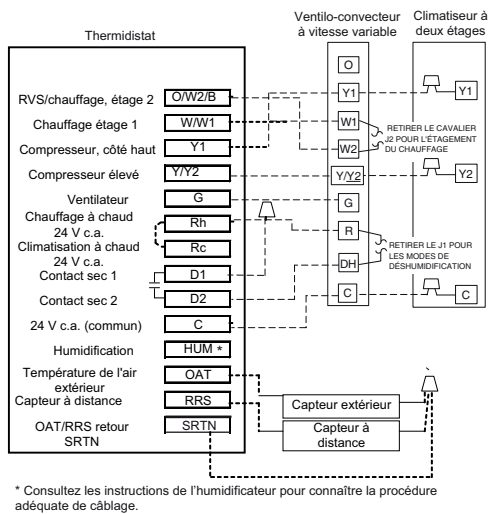 Thermidistat
Ventilo-convecteur
à vitesse variable
Climatiseur à
deux étages
RVS/chauffage, étage 2
O/W2/B
Chauffage étage 1
W/W1
Compresseur, côté haut
Y1
Compresseur élevé
Y/Y2
Ventilateur
G
Chauffage à chaud
24 V c.a.
Rh
Climatisation à chaud
24 V c.a.
Rc
Contact sec 1
D1
Contact sec 2
D2
24 V c.a. (commun)
C
Humidification
HUM *
Température de l'air
extérieur
OAT
Capteur à distance
RRS
OAT/RRS retour
SRTN
SRTN
O
Y1
W1
W2
Y/Y2
G
R
DH
C
RETIRER LE CAVALIER
J2 POUR L'ÉTAGEMENT
DU CHAUFFAGE
RETIRER LE J1 POUR
LES MODES DE
DÉSHUMIDIFICATION
Y1
Y2
C
Capteur extérieur
Capteur à
distance
* Consultez les instructions de l'humidificateur pour connaître la procédure
adéquate de câblage.